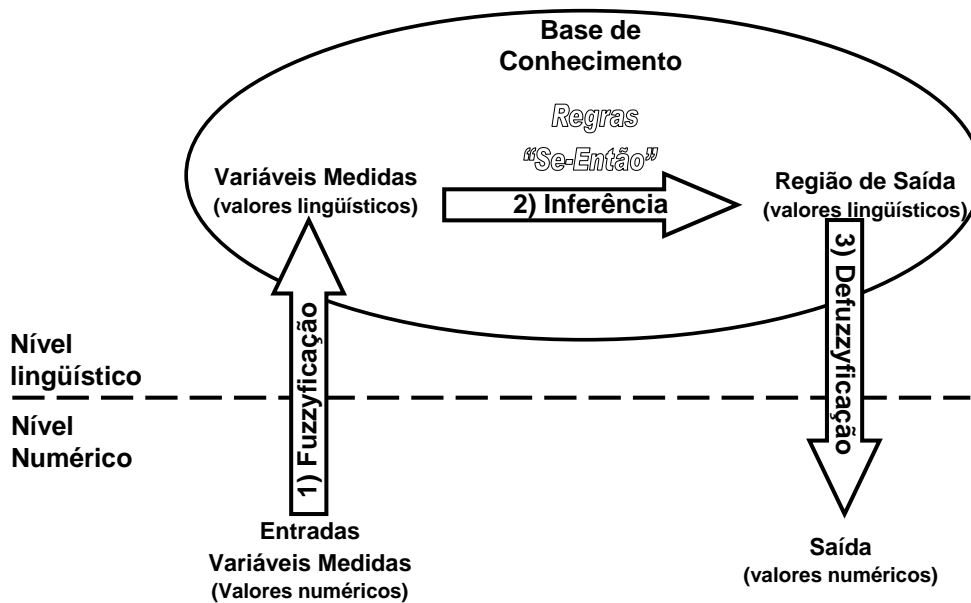 Base de
Conhecimento
Regras
“Se-Então”
Variáveis Medidas
(valores lingüísticos)
2) Inferência
Região de Saída
(valores lingüísticos)
1) Fuzzyficação
3) Defuzzyficação
Nível
lingüístico
Nível
Numérico
Entradas
Variáveis Medidas
(Valores numéricos)
Saída
(valores numéricos)